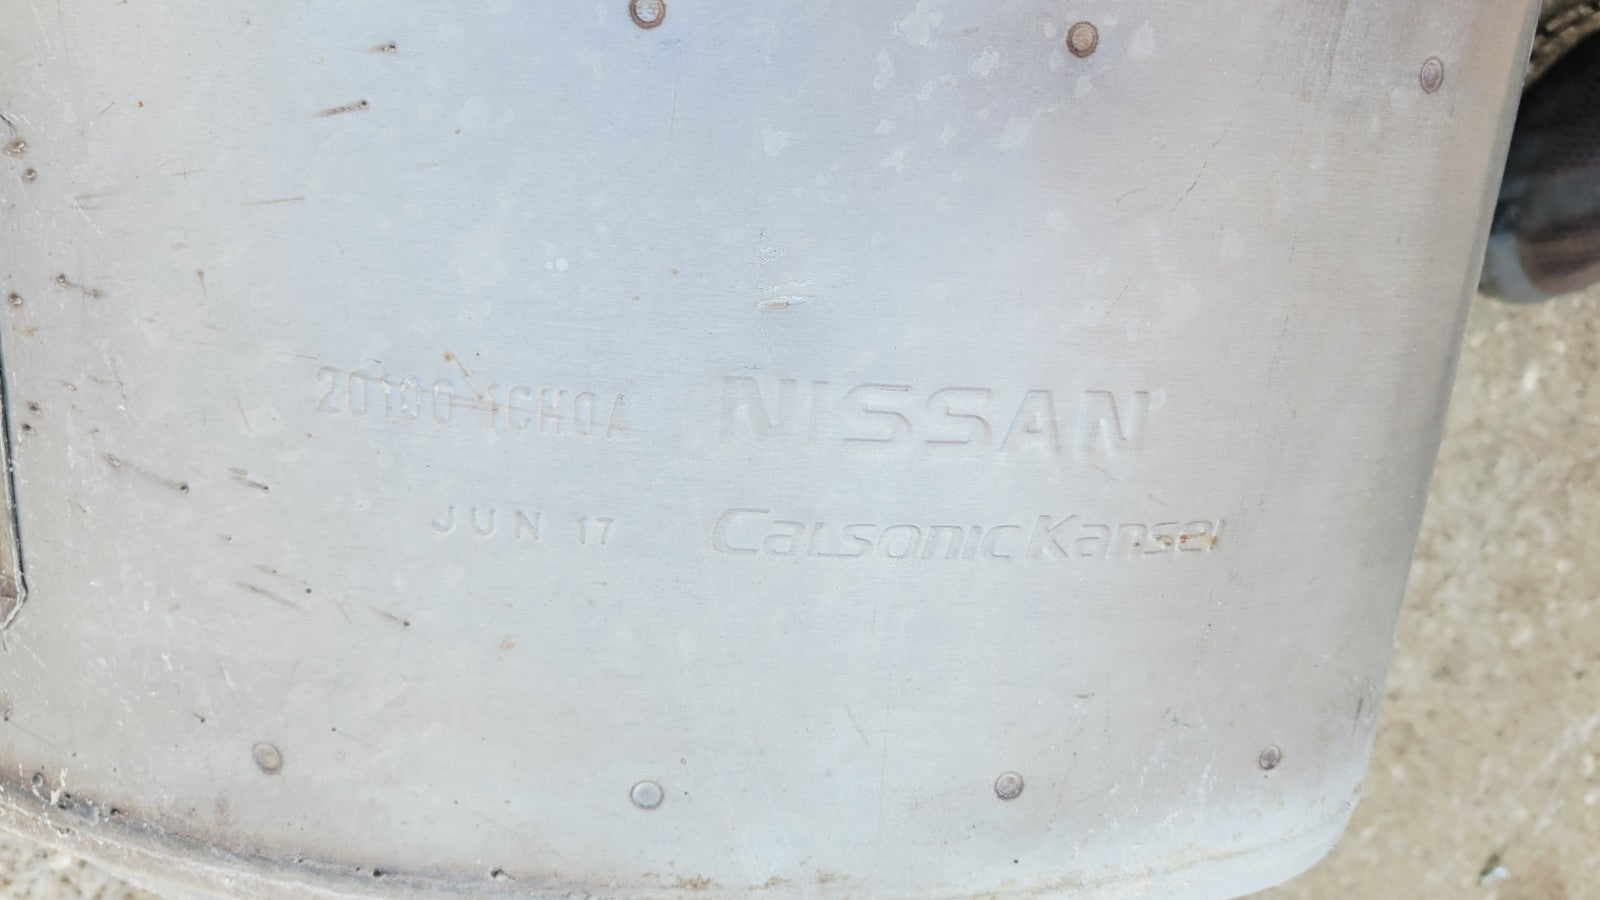 20100-1CH0A NISSAN
JUN 17 CalsonicKansei